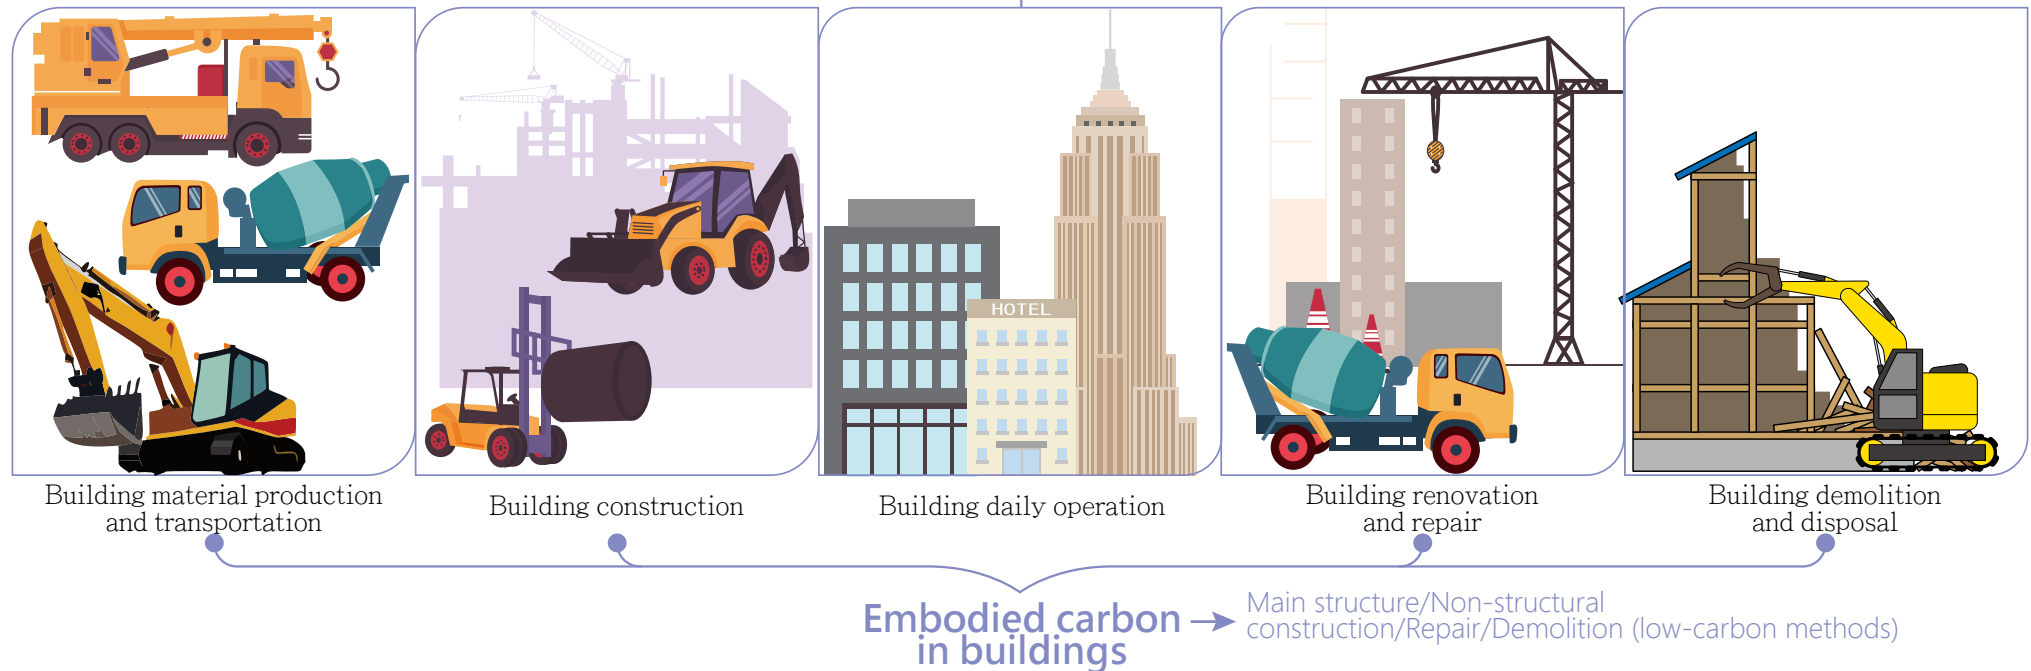 HOTEL
Building material production
and transportation
Building construction
Building daily operation
Building renovation
and repair
Building demolition
and disposal
Embodied carbon
in buildings
Main structure/Non-structural
construction/Repair/Demolition (low-carbon methods)